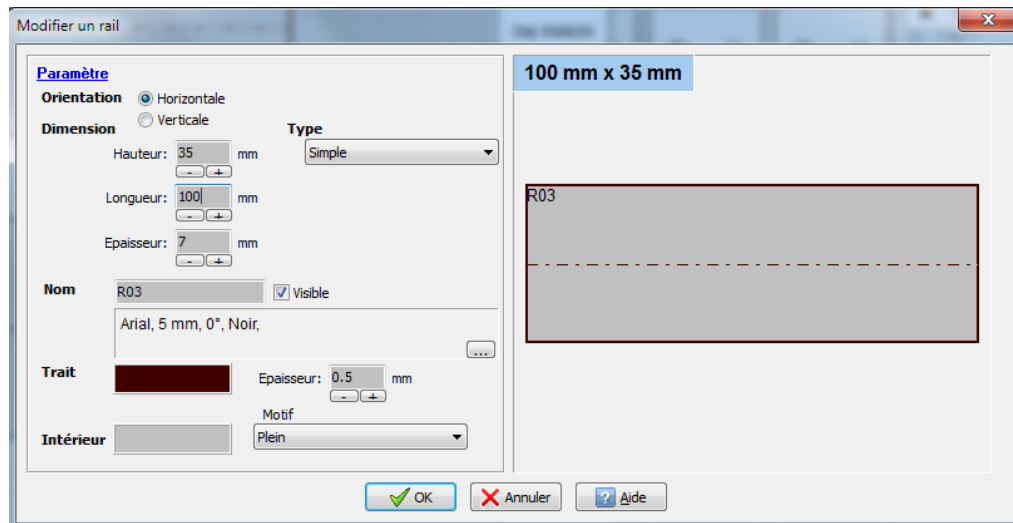 Modifier un rail
Paramètre
Orientation Horizontale
Verticale
Dimension
Type
Hauteur: 35 mm
Simple
- +
Longueur: 100 mm
- +
Epaisseur: 7 mm
- +
Nom R03 Visible
Arial, 5 mm, 0°, Noir,
...
Trait
Epaisseur: 0.5 mm
- +
Motif
Intérieur
Plein
100 mm x 35 mm
R03
OK
Annuler
? Aide